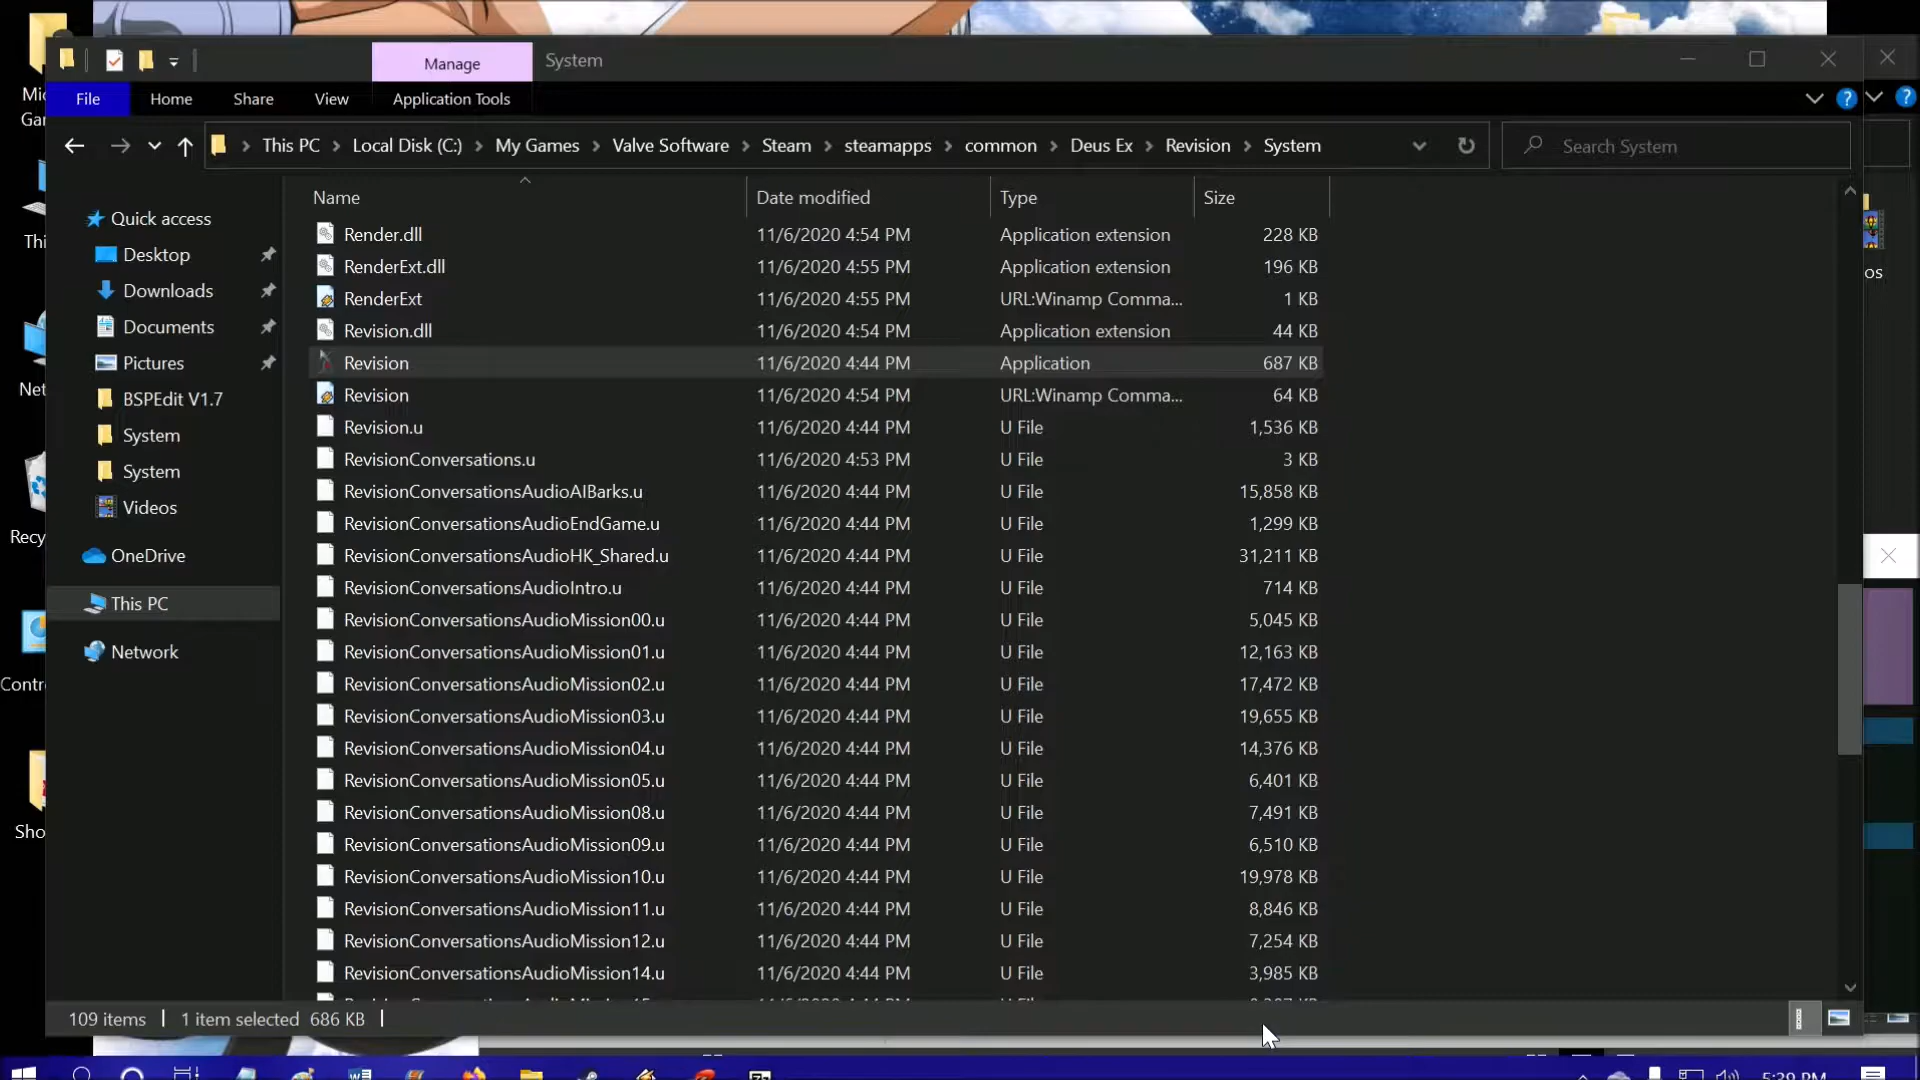 Manage
System
File
Home
Share
View
Application Tools
This PC
Local Disk (C:)
My Games
Valve Software
Steam
steamapps
common
Deus Ex
Revision
System
Search System
Name
Date modified
Type
Size
Quick access
Desktop
Downloads
Documents
Pictures
BSPEdit V1.7
System
System
Videos
OneDrive
This PC
Network
Render.dll 11/6/2020 4:54 PM Application extension 228 KB
RenderExt.dll 11/6/2020 4:55 PM Application extension 196 KB
RenderExt 11/6/2020 4:55 PM URL:Winamp Comma... 1 KB
Revision.dll 11/6/2020 4:54 PM Application extension 44 KB
Revision 11/6/2020 4:44 PM Application 687 KB
Revision 11/6/2020 4:54 PM URL:Winamp Comma... 64 KB
Revision.u 11/6/2020 4:44 PM U File 1,536 KB
RevisionConversations.u 11/6/2020 4:53 PM U File 3 KB
RevisionConversationsAudioAIBarks.u 11/6/2020 4:44 PM U File 15,858 KB
RevisionConversationsAudioEndGame.u 11/6/2020 4:44 PM U File 1,299 KB
RevisionConversationsAudioHK_Shared.u 11/6/2020 4:44 PM U File 31,211 KB
RevisionConversationsAudioIntro.u 11/6/2020 4:44 PM U File 714 KB
RevisionConversationsAudioMission00.u 11/6/2020 4:44 PM U File 5,045 KB
RevisionConversationsAudioMission01.u 11/6/2020 4:44 PM U File 12,163 KB
RevisionConversationsAudioMission02.u 11/6/2020 4:44 PM U File 17,472 KB
RevisionConversationsAudioMission03.u 11/6/2020 4:44 PM U File 19,655 KB
RevisionConversationsAudioMission04.u 11/6/2020 4:44 PM U File 14,376 KB
RevisionConversationsAudioMission05.u 11/6/2020 4:44 PM U File 6,401 KB
RevisionConversationsAudioMission08.u 11/6/2020 4:44 PM U File 7,491 KB
RevisionConversationsAudioMission09.u 11/6/2020 4:44 PM U File 6,510 KB
RevisionConversationsAudioMission10.u 11/6/2020 4:44 PM U File 19,978 KB
RevisionConversationsAudioMission11.u 11/6/2020 4:44 PM U File 8,846 KB
RevisionConversationsAudioMission12.u 11/6/2020 4:44 PM U File 7,254 KB
RevisionConversationsAudioMission14.u 11/6/2020 4:44 PM U File 3,985 KB
109 items
1 item selected 686 KB
Mic
Gar
Thi
Net
Recy
Contr
Sho
os
5:39 PM